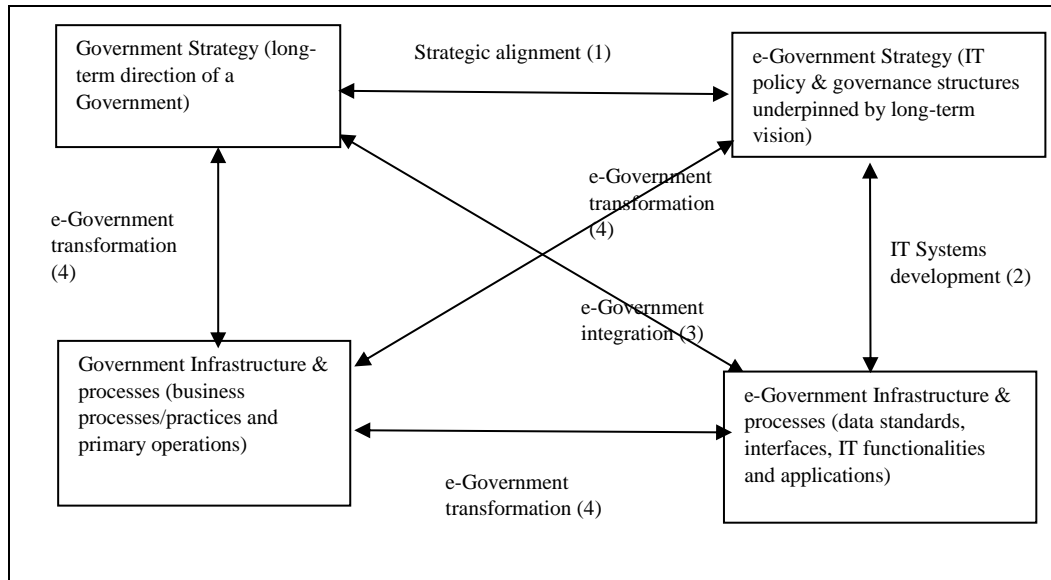 Government Strategy (long-
term direction of a
Government)
Strategic alignment (1)
e-Government Strategy (IT
policy & governance structures
underpinned by long-term
vision)
e-Government
transformation
(4)
e-Government
transformation
(4)
IT Systems
development (2)
e-Government
integration (3)
Government Infrastructure &
processes (business
processes/practices and
primary operations)
e-Government Infrastructure &
processes (data standards,
interfaces, IT functionalities
and applications)
e-Government
transformation (4)